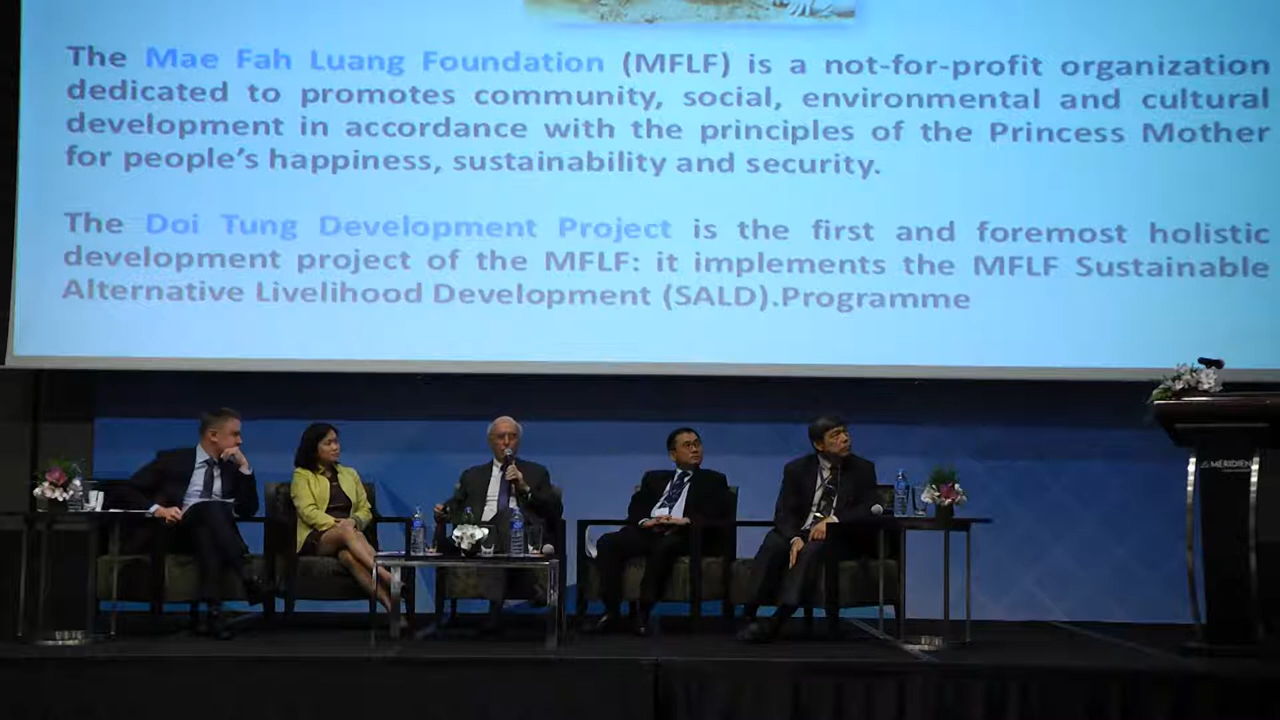 The Mae Fah Luang Foundation (MFLF) is a not-for-profit organization
dedicated to promotes community, social, environmental and cultural
development in accordance with the principles of the Princess Mother
for people's happiness, sustainability and security.
The Doi Tung Development Project is the first and foremost holistic
development project of the MFLF: it implements the MFLF Sustainable
Alternative Livelihood Development (SALD).Programme
MERIDIEN